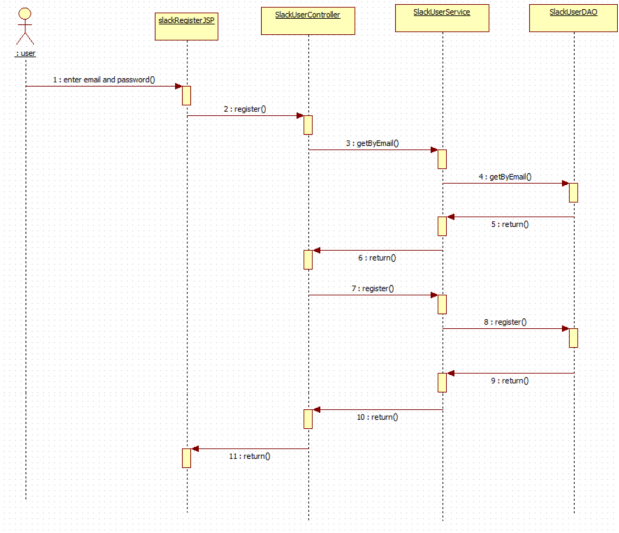 slackRegisterJSP
SlackUserController
SlackUserService
SlackUserDAO
: user
1 : enter email and password()
2 : register()
3 : getByEmail()
4 : getByEmail()
5 : return()
6 : return()
7 : register()
8 : register()
9 : return()
10 : return()
11 : return()